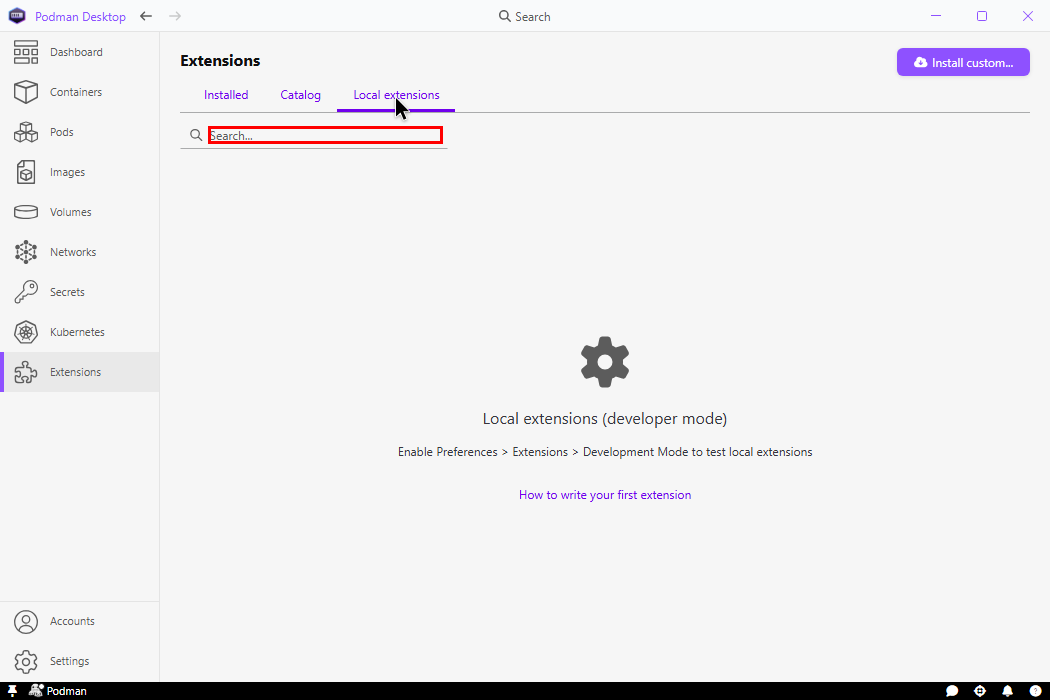 Podman Desktop
Search
Dashboard
Containers
Pods
Images
Volumes
Networks
Secrets
Kubernetes
Extensions
Accounts
Settings
Extensions
Install custom...
Installed
Catalog
Local extensions
Search...
Local extensions (developer mode)
Enable Preferences > Extensions > Development Mode to test local extensions
How to write your first extension
Podman